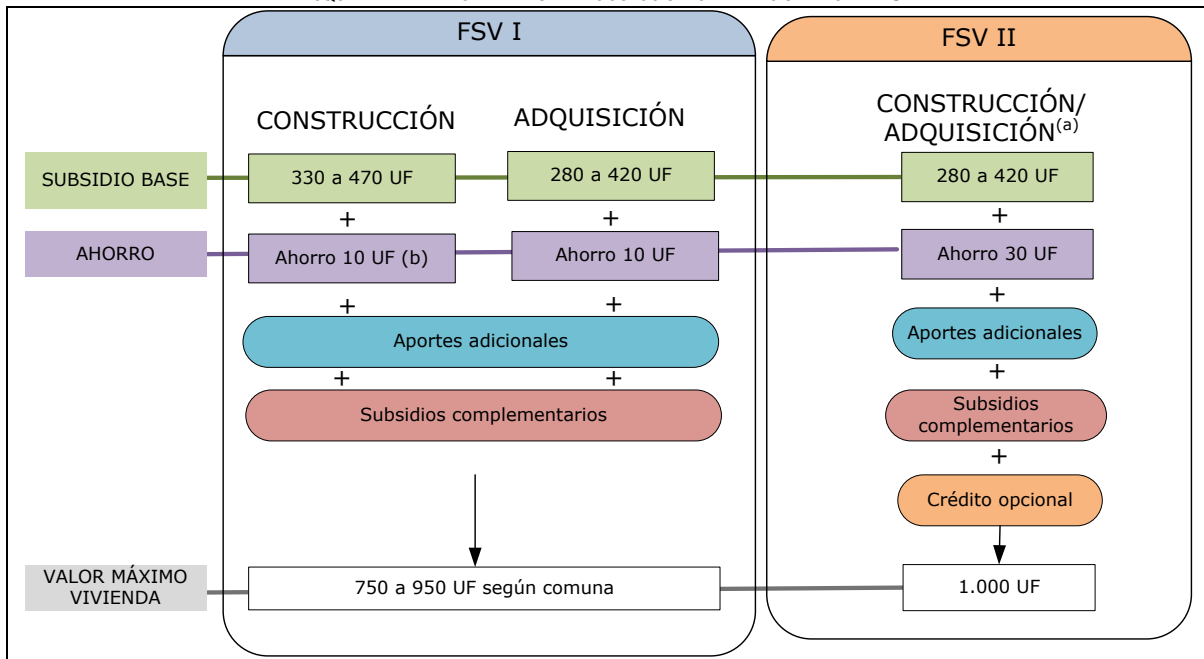 FSV I
FSV II
CONSTRUCCIÓN
ADQUISICIÓN
CONSTRUCCIÓN/
ADQUISICIÓN(a)
SUBSIDIO BASE
330 a 470 UF
280 a 420 UF
280 a 420 UF
+
+
+
AHORRO
Ahorro 10 UF (b)
Ahorro 10 UF
Ahorro 30 UF
+
+
+
Aportes adicionales
Aportes adicionales
+
+
+
Subsidios complementarios
Subsidios
complementarios
+
Crédito opcional
VALOR MÁXIMO
VIVIENDA
750 a 950 UF según comuna
1.000 UF